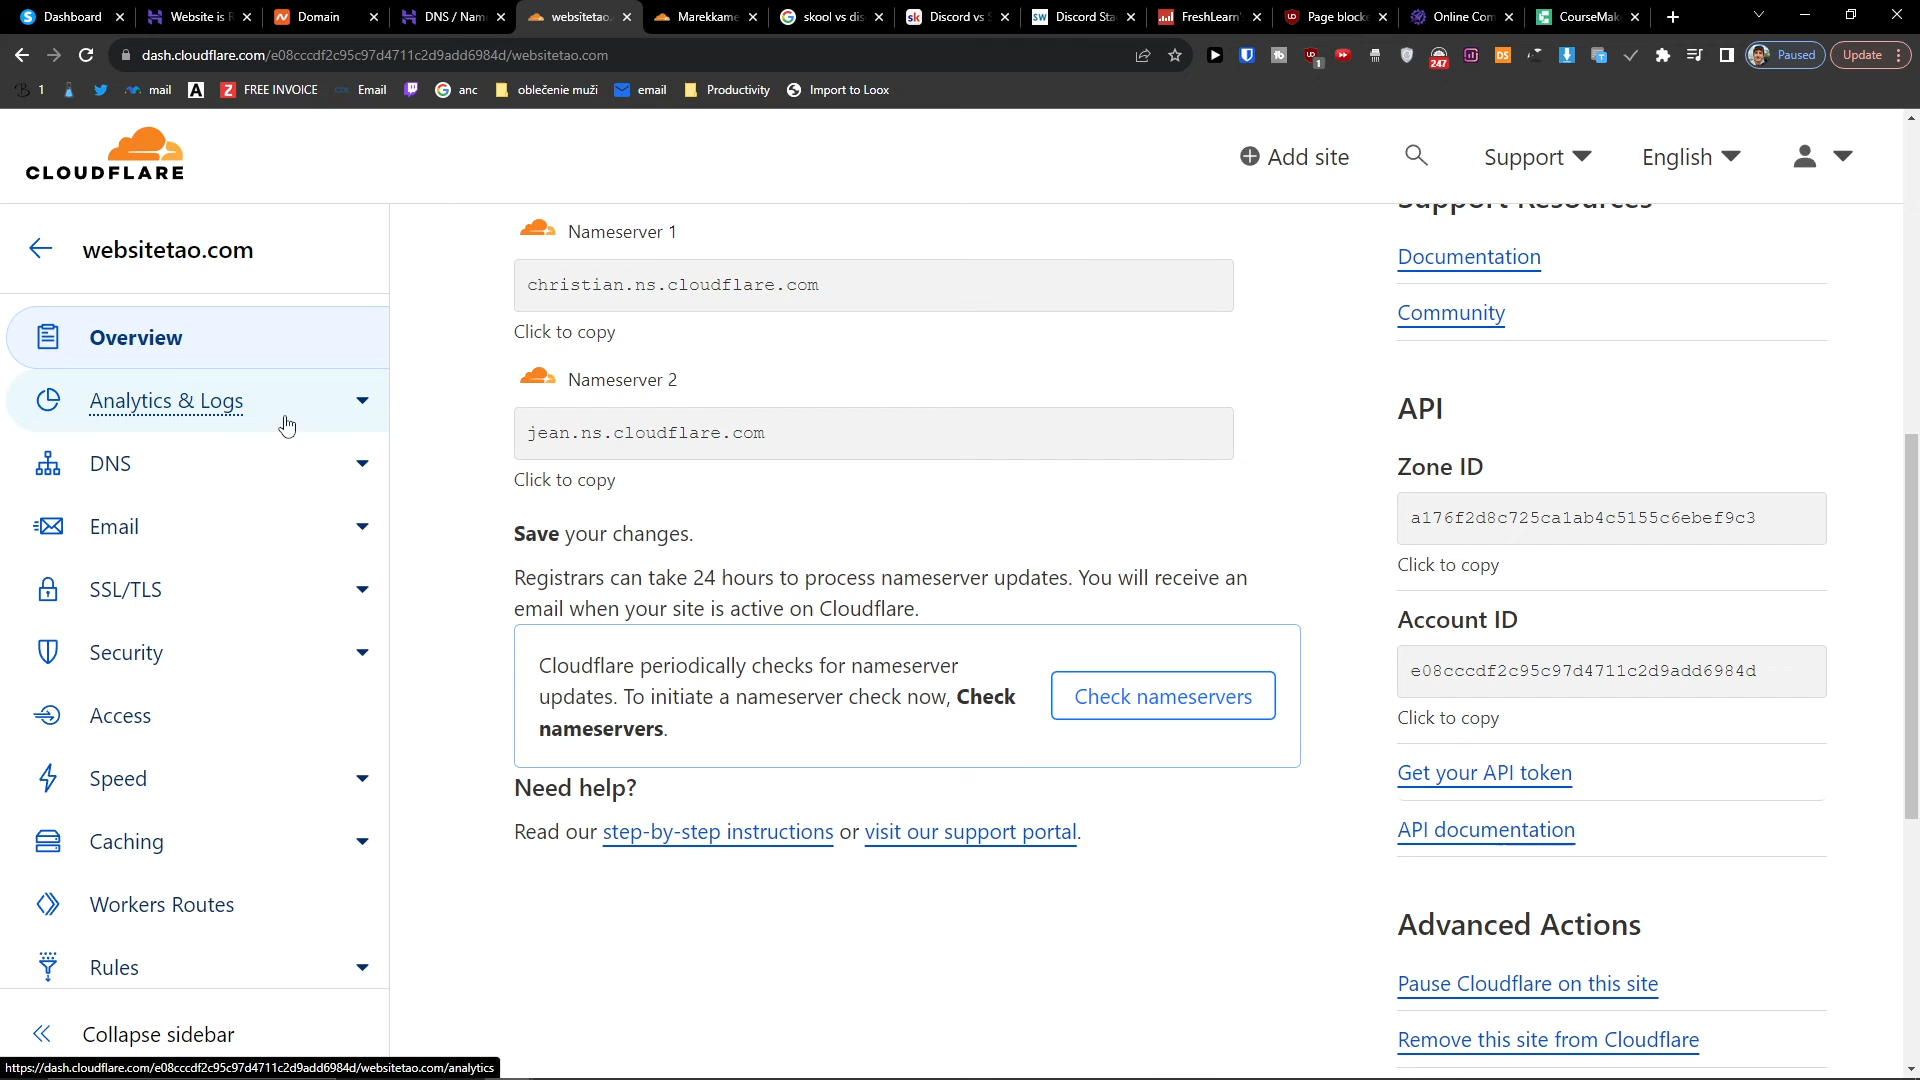 Dashboard
Website is R
Domain
DNS / Nam
websitetao.
Marekkame
skool vs dis
Discord vs S
Discord Sta
FreshLearn
Page blocke
Online Com
CourseMak
dash.cloudflare.com/e08cccdf2c95c97d4711c2d9add6984d/websitetao.com
Paused
Update
1
mail
FREE INVOICE
Email
anc
oblečenie muži
email
Productivity
Import to Loox
CLOUDFLARE
Add site
Support
English
websitetao.com
Overview
Analytics & Logs
DNS
Email
SSL/TLS
Security
Access
Speed
Caching
Workers Routes
Rules
Collapse sidebar
Nameserver 1
christian.ns.cloudflare.com
Click to copy
Nameserver 2
jean.ns.cloudflare.com
Click to copy
Save your changes.
Registrars can take 24 hours to process nameserver updates. You will receive an
email when your site is active on Cloudflare.
Cloudflare periodically checks for nameserver
updates. To initiate a nameserver check now, Check
nameservers.
Check nameservers
Need help?
Read our step-by-step instructions or visit our support portal.
Support Resources
Documentation
Community
API
Zone ID
a176f2d8c725ca1ab4c5155c6ebef9c3
Click to copy
Account ID
e08cccdf2c95c97d4711c2d9add6984d
Click to copy
Get your API token
API documentation
Advanced Actions
Pause Cloudflare on this site
Remove this site from Cloudflare
https://dash.cloudflare.com/e08cccdf2c95c97d4711c2d9add6984d/websitetao.com/analytics